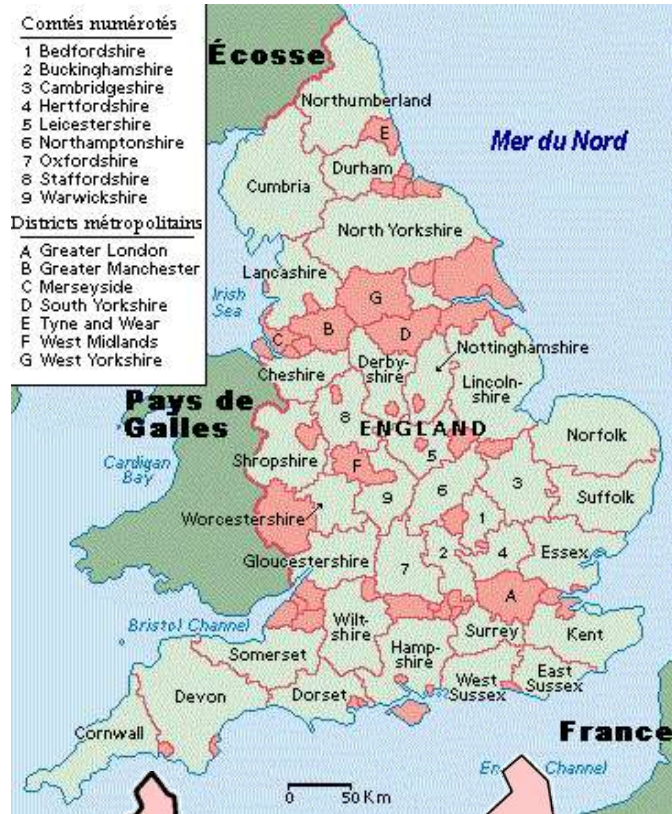 Comtés numérotés
1 Bedfordshire
2 Buckinghamshire
3 Cambridgeshire
4 Hertfordshire
5 Leicestershire
6 Northamptonshire
7 Oxfordshire
8 Staffordshire
9 Warwickshire
Districts métropolitains
A Greater London
B Greater Manchester
C Merseyside
D South Yorkshire
E Tyne and Wear
F West Midlands
G West Yorkshire
Écosse
Northumberland
E
Mer du Nord
Durham
Cumbria
North Yorkshire
Lancashire
Irish
Sea
G
B
D
C
Nottinghamshire
Derby-
shire
Cheshire
Lincoln-
shire
Pays de
Galles
8
ENGLAND
Norfolk
5
Cardigan
Bay
Shropshire
F
3
Suffolk
9
6
Worcestershire
1
Gloucestershire
2
4
Essex
7
A
Bristol Channel
Wilt-
shire
Surrey
Kent
Hamp-
shire
Somerset
East
Sussex
West
Sussex
Devon
Dorset
Cornwall
France
En Channel
0 50 Km